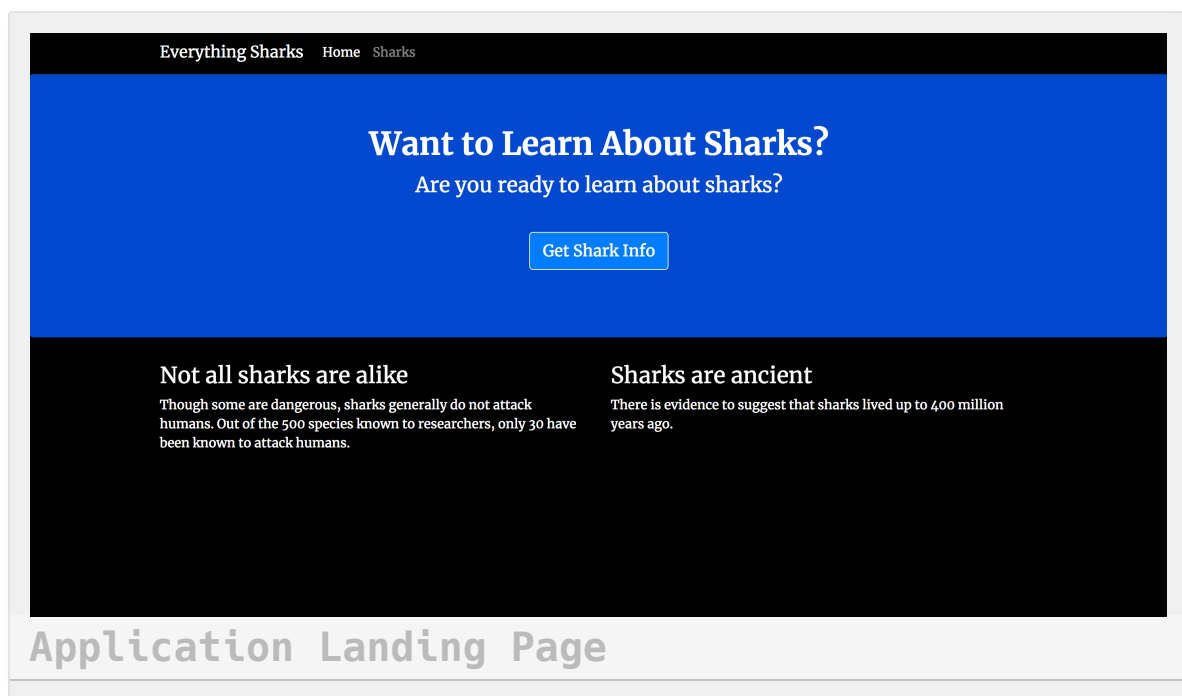 Everything Sharks Home Sharks
Want to Learn About Sharks?
Are you ready to learn about sharks?
Get Shark Info
Not all sharks are alike
Though some are dangerous, sharks generally do not attack
humans. Out of the 500 species known to researchers, only 30 have
been known to attack humans.
Sharks are ancient
There is evidence to suggest that sharks lived up to 400 million
years ago.
Application Landing Page